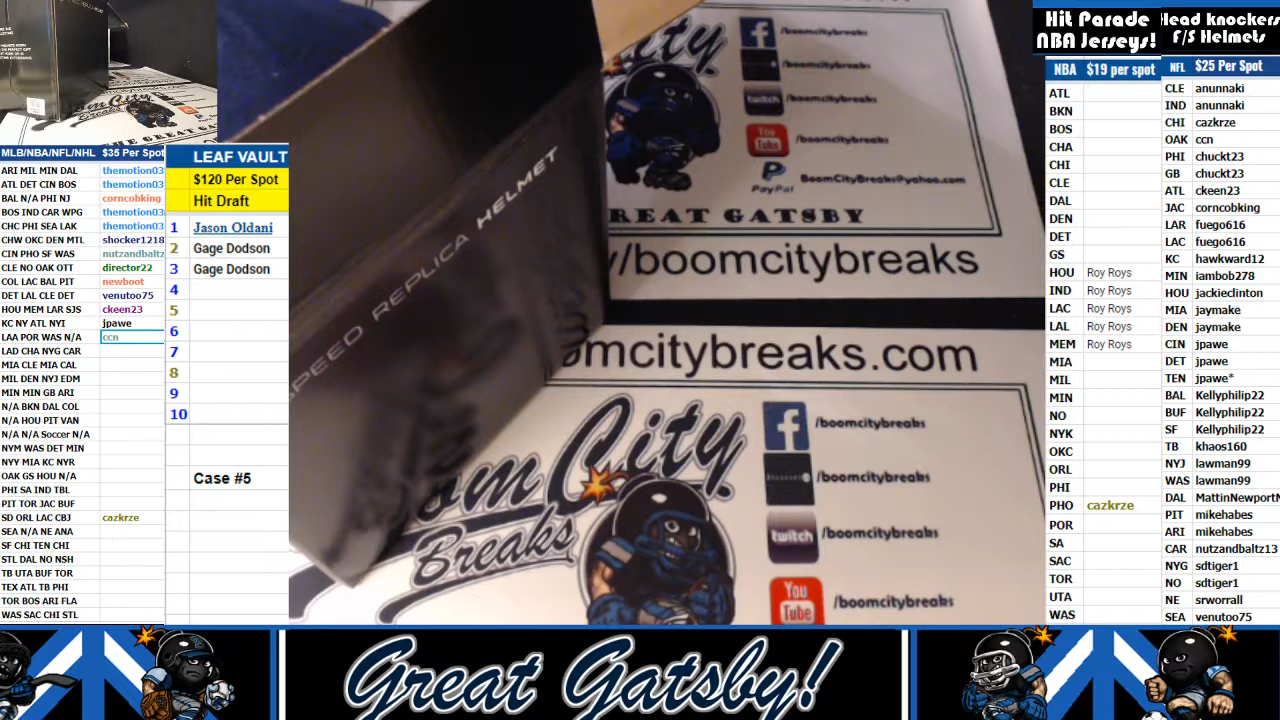 Hit Parade
NBA Jerseys!
Head knockers
F/S Helmets
NBA $19 per spot
ATL
BKN
BOS
CHA
CHI
CLE
DAL
DEN
DET
GS
HOU Roy Roys
IND Roy Roys
LAC Roy Roys
LAL Roy Roys
MEM Roy Roys
MIA
MIL
MIN
NO
NYK
OKC
ORL
PHI
PHO cazkrze
POR
SA
SAC
TOR
UTA
WAS
NFL $25 Per Spot
CLE anunnaki
IND anunnaki
CHI cazkrze
OAK ccn
PHI chuckt23
GB chuckt23
ATL ckeen23
JAC corncobking
LAR fuego616
LAC fuego616
KC hawkward12
MIN iambob278
HOU jackieclinton
MIA jaymake
DEN jaymake
CIN jpawe
DET jpawe
TEN jpawe*
BAL Kellyphilip22
BUF Kellyphilip22
SF Kellyphilip22
TB khaos160
NYJ lawman99
WAS lawman99
DAL MattinNewportN
PIT mikehabes
ARI mikehabes
CAR nutzandbaltz13
NYG sdtiger1
NO sdtiger1
NE srworrall
SEA venutoo75
MLB/NBA/NFL/NHL $35 Per Spot
ARI MIL MIN DAL themotion03
ATL DET CIN BOS themotion03
BAL N/A PHI NJ corncobking
BOS IND CAR WPG themotion03
CHC PHI SEA LAK themotion03
CHW OKC DEN MTL shocker1218
CIN PHO SF WAS nutzandbaltz
CLE NO OAK OTT director22
COL LAC BAL PIT newboot
DET LAL CLE DET venutoo75
HOU MEM LAR SJS ckeen23
KC NY ATL NYI jpawe
LAA POR WAS N/A ccn
LAD CHA NYG CAR
MIA CLE MIA CAL
MIL DEN NYJ EDM
MIN MIN GB ARI
N/A BKN DAL COL
N/A HOU PIT VAN
N/A N/A Soccer N/A
NYM WAS DET MIN
NYY MIA KC NYR
OAK GS HOU N/A
PHI SA IND TBL
PIT TOR JAC BUF
SD ORL LAC CBJ cazkrze
SEA N/A NE ANA
SF CHI TEN CHI
STL DAL NO NSH
TB UTA BUF TOR
TEX ATL TB PHI
TOR BOS ARI FLA
WAS SAC CHI STL
LEAF VAULT
$120 Per Spot
Hit Draft
1 Jason Oldani
2 Gage Dodson
3 Gage Dodson
4
5
6
7
8
9
10
Case #5
SPEED REPLICA HELMET
City
/boomcitybreaks
/boomcitybreaks
twitch /boomcitybreaks
You Tube /boomcitybreaks
PayPal BoomCityBreaks@yahoo.com
REAT GATSBY
/boomcitybreaks
omcitybreaks.com
om City
Breaks
/boomcitybreaks
/boomcitybreaks
twitch /boomcitybreaks
You Tube /boomcitybreaks
Great Gatsby!